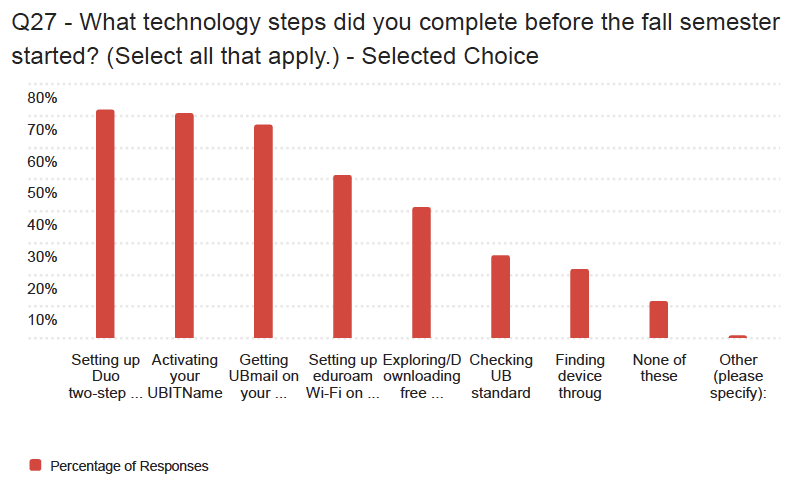 Q27 - What technology steps did you complete before the fall semester
started? (Select all that apply.) - Selected Choice
80%
70%
60%
50%
40%
30%
20%
10%
Setting up
Duo
two-step ...
Activating
your
UBITName
Getting
UBmail on
your ...
Setting up
eduroam
Wi-Fi on ...
Exploring/D
ownloading
free ...
Checking
UB
standard
Finding
device
throug
None of
these
Other
(please
specify):
Percentage of Responses